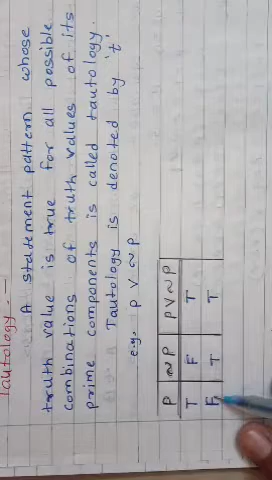 Tautology :-
A statement pattern whose
truth value is true for all possible
combinations of truth values of its
prime components is called tautology.
Tautology is denoted by 't'
e.g. p ∨ ~p
P ~P P∨~P
T F T
F T T